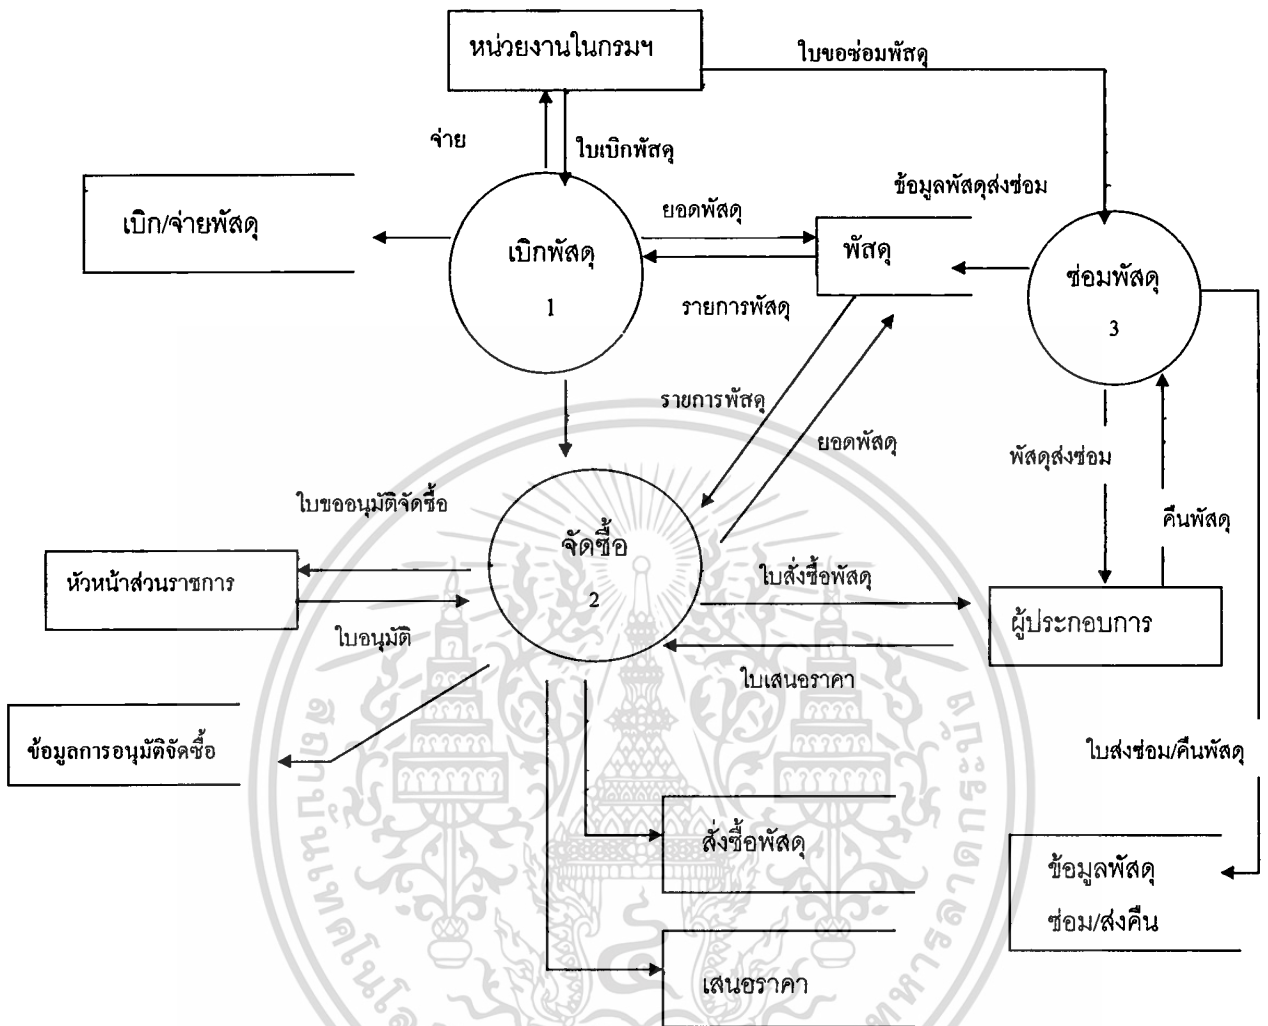 หน่วยงานในกรมฯ
ใบขอซ่อมพัสดุ
จ่าย
ใบเบิกพัสดุ
ข้อมูลพัสดุส่งซ่อม
เบิก/จ่ายพัสดุ
เบิกพัสดุ
1
ยอดพัสดุ
พัสดุ
รายการพัสดุ
ซ่อมพัสดุ
3
รายการพัสดุ
ยอดพัสดุ
พัสดุส่งซ่อม
คืนพัสดุ
ใบขออนุมัติจัดซื้อ
จัดซื้อ
2
หัวหน้าส่วนราชการ
ใบอนุมัติ
ใบสั่งซื้อพัสดุ
ใบเสนอราคา
ผู้ประกอบการ
ข้อมูลการอนุมัติจัดซื้อ
ใบส่งซ่อม/คืนพัสดุ
สั่งซื้อพัสดุ
ข้อมูลพัสดุ
ซ่อม/ส่งคืน
เสนอราคา